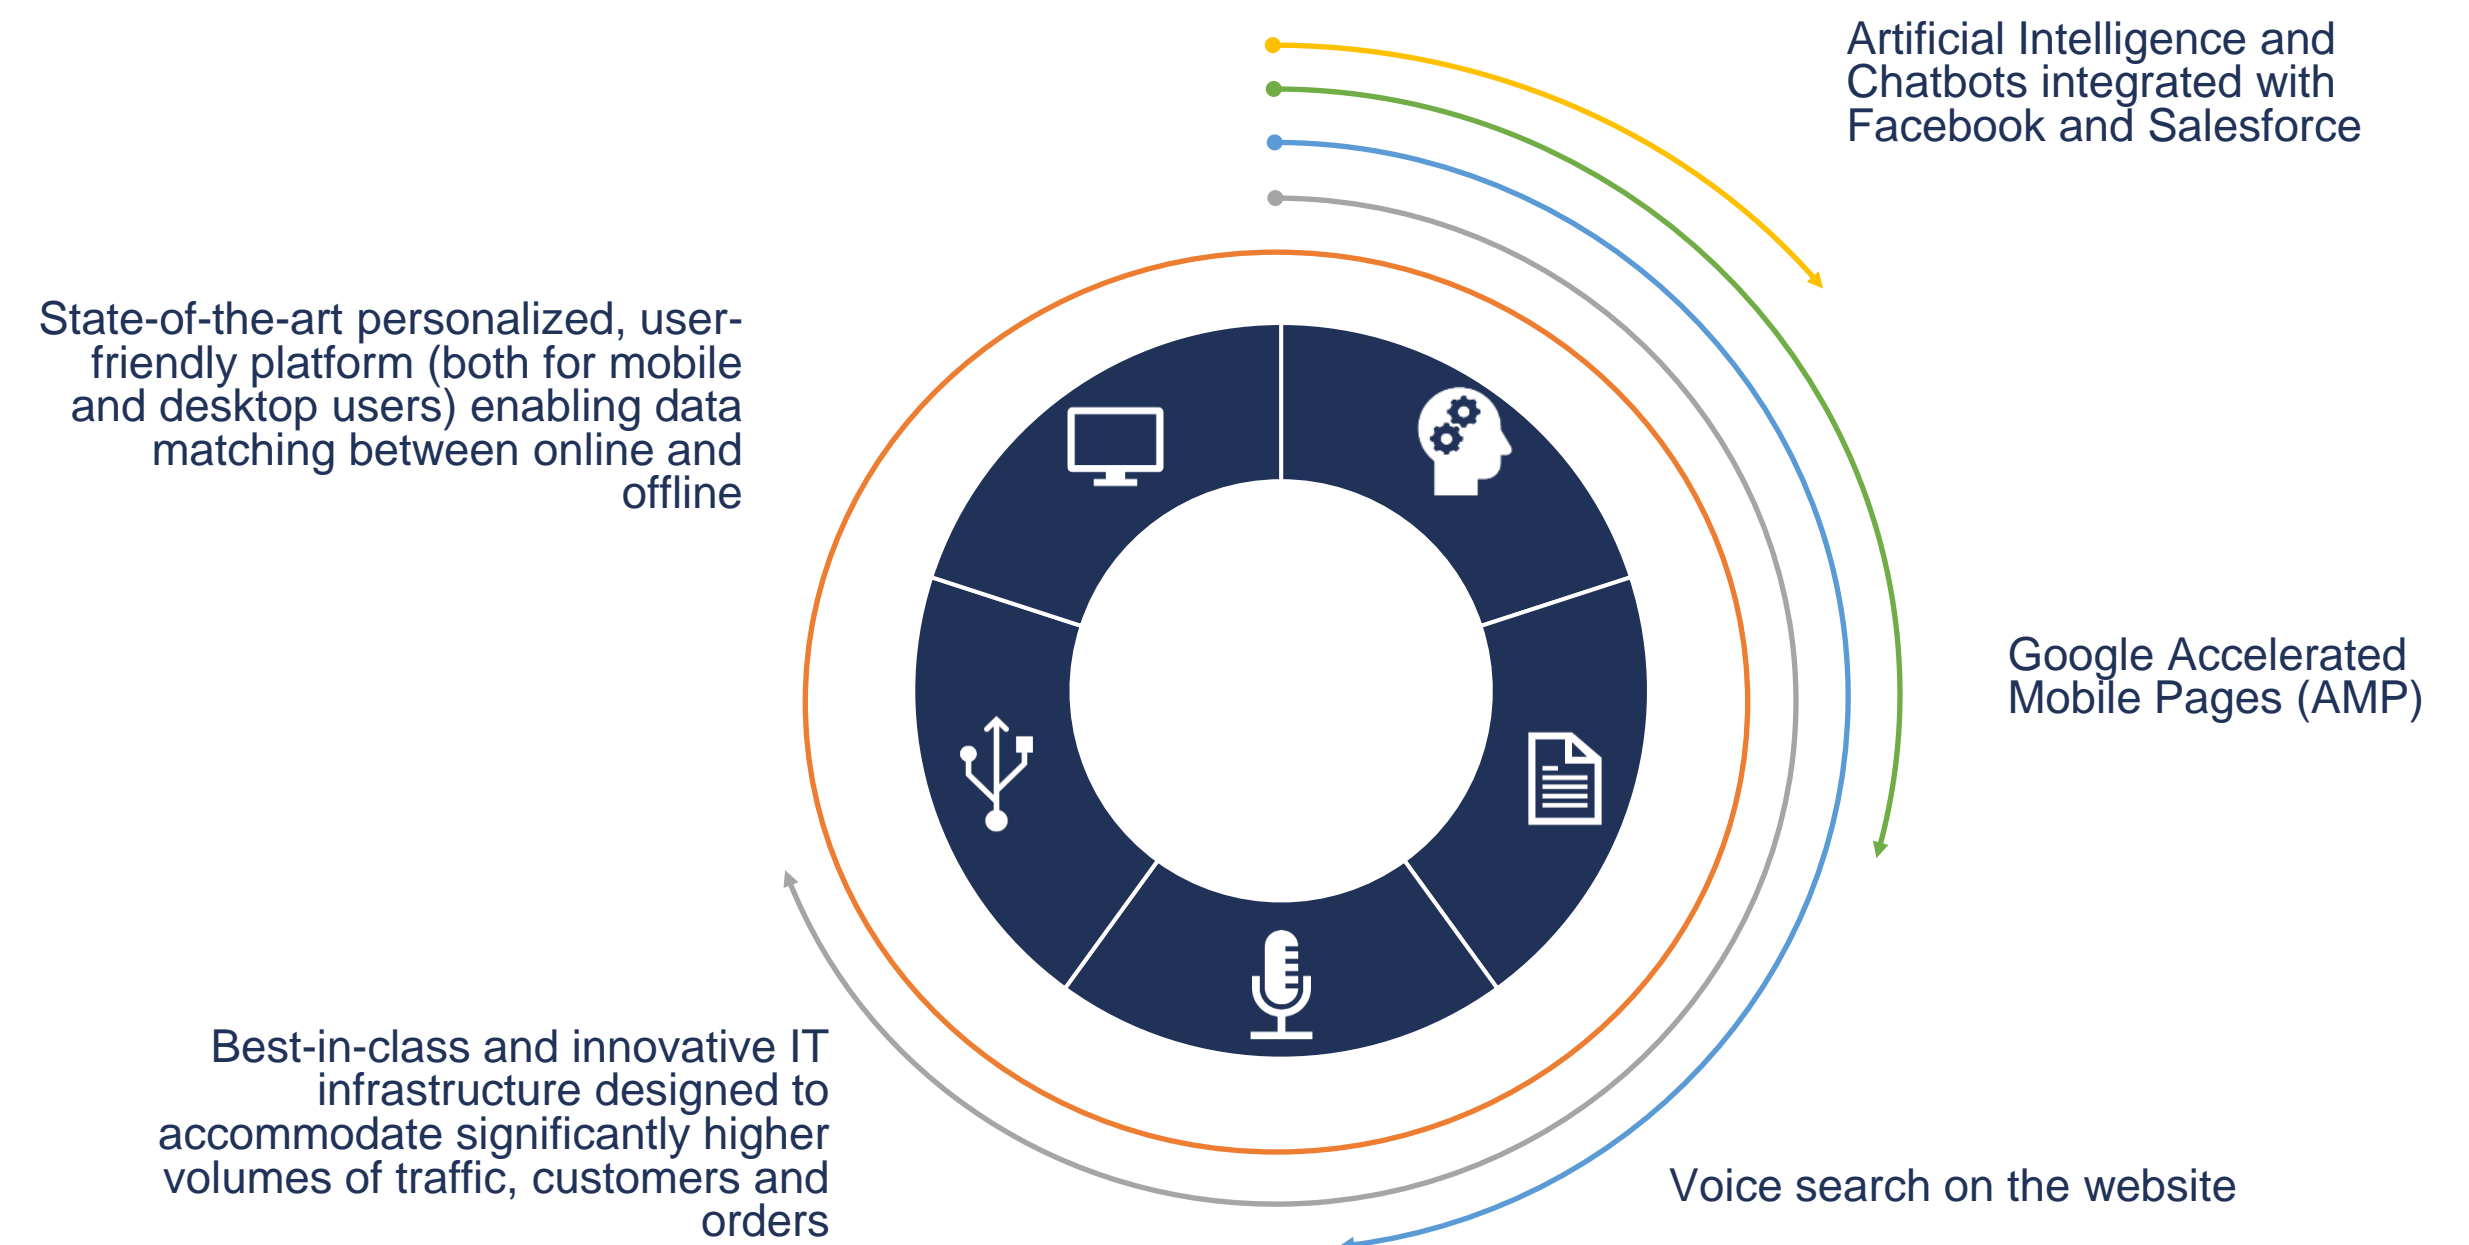 Artificial Intelligence and
Chatbots integrated with
Facebook and Salesforce
State-of-the-art personalized, user-
friendly platform (both for mobile
and desktop users) enabling data
matching between online and
offline
Google Accelerated
Mobile Pages (AMP)
Best-in-class and innovative IT
infrastructure designed to
accommodate significantly higher
volumes of traffic, customers and
orders
Voice search on the website